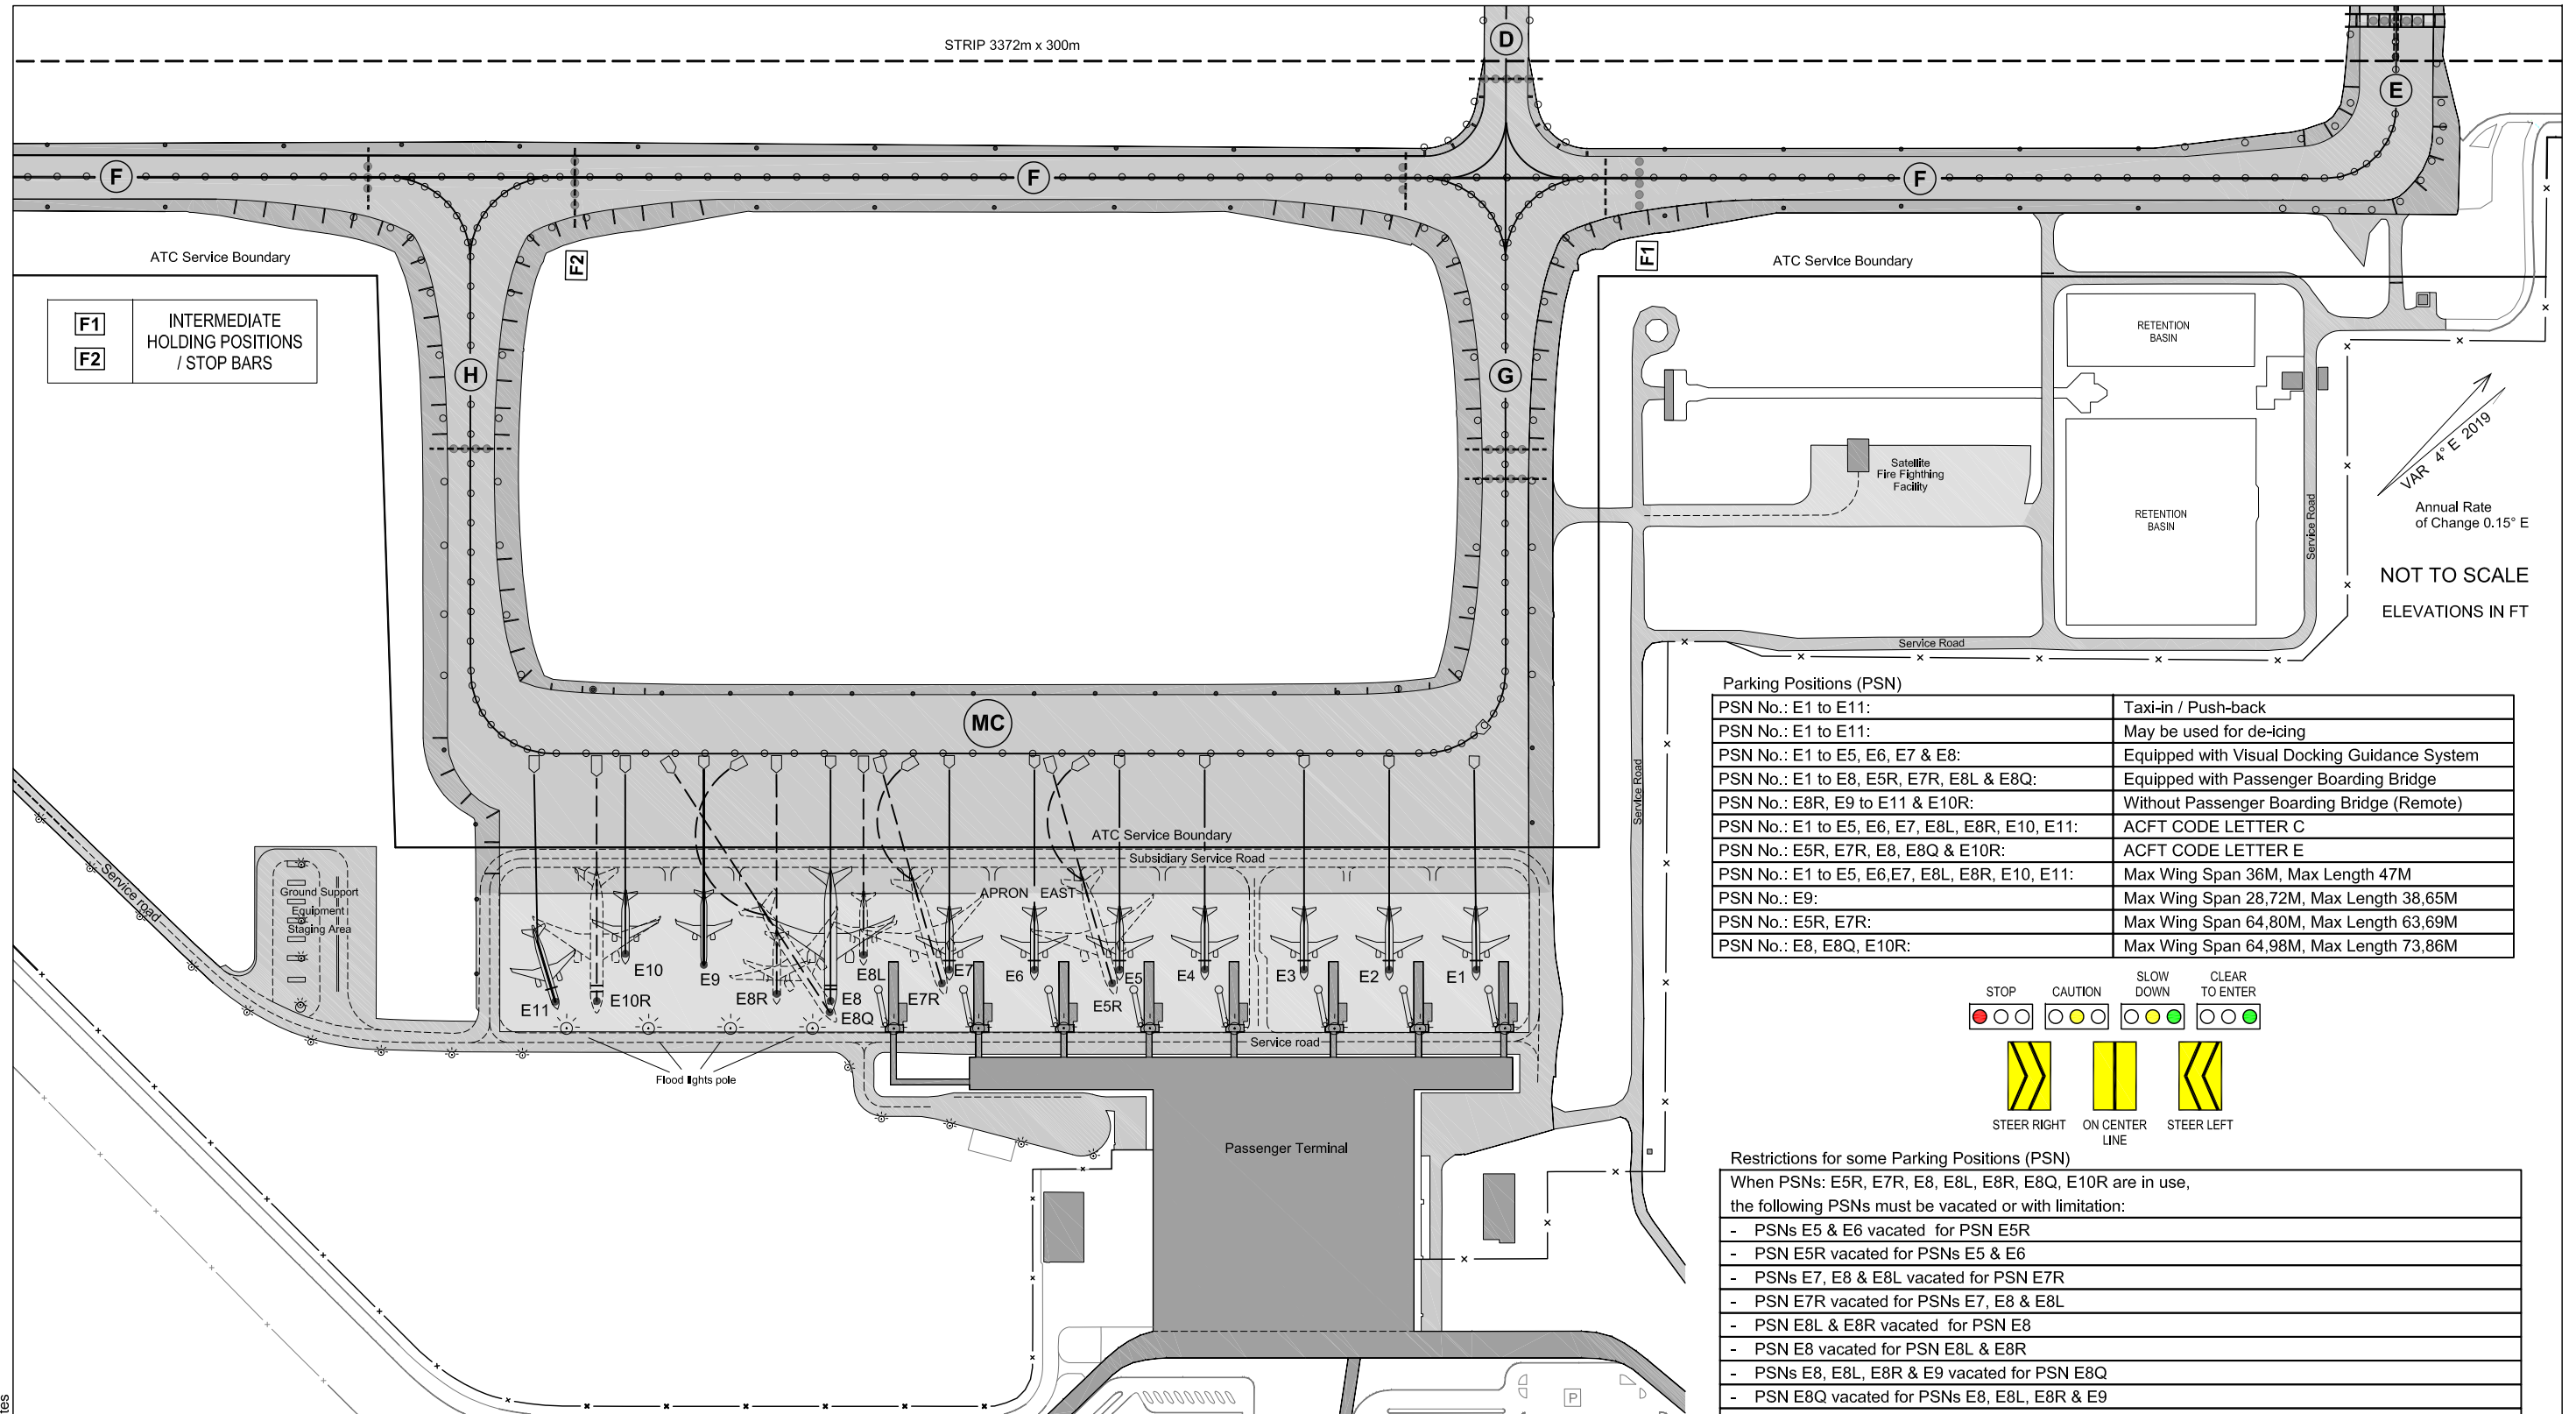 STRIP 3372m x 300m
D
E
F
F
F
ATC Service Boundary
F2
F1
ATC Service Boundary
F1
F2
INTERMEDIATE
HOLDING POSITIONS
/ STOP BARS
H
G
RETENTION
BASIN
VAR 4° E 2019
Satellite
Fire Fighthing
Facility
RETENTION
BASIN
Service Road
Annual Rate
of Change 0.15° E
NOT TO SCALE
ELEVATIONS IN FT
Service Road
MC
Service Road
Parking Positions (PSN)
PSN No.: E1 to E11: Taxi-in / Push-back
PSN No.: E1 to E11: May be used for de-icing
PSN No.: E1 to E5, E6, E7 & E8: Equipped with Visual Docking Guidance System
PSN No.: E1 to E8, E5R, E7R, E8L & E8Q: Equipped with Passenger Boarding Bridge
PSN No.: E8R, E9 to E11 & E10R: Without Passenger Boarding Bridge (Remote)
PSN No.: E1 to E5, E6, E7, E8L, E8R, E10, E11: ACFT CODE LETTER C
PSN No.: E5R, E7R, E8, E8Q & E10R: ACFT CODE LETTER E
PSN No.: E1 to E5, E6,E7, E8L, E8R, E10, E11: Max Wing Span 36M, Max Length 47M
PSN No.: E9: Max Wing Span 28,72M, Max Length 38,65M
PSN No.: E5R, E7R: Max Wing Span 64,80M, Max Length 63,69M
PSN No.: E8, E8Q, E10R: Max Wing Span 64,98M, Max Length 73,86M
ATC Service Boundary
Subsidiary Service Road
Service road
Ground Support
Equipment
Staging Area
APRON EAST
E11
E10R
E10
E9
E8R
E8
E8Q
E8L
E7R
E7
E6
E5R
E5
E4
E3
E2
E1
Service road
Flood lights pole
Passenger Terminal
STOP
CAUTION
SLOW
DOWN
CLEAR
TO ENTER
STEER RIGHT
ON CENTER
LINE
STEER LEFT
Restrictions for some Parking Positions (PSN)
When PSNs: E5R, E7R, E8, E8L, E8R, E8Q, E10R are in use,
the following PSNs must be vacated or with limitation:
- PSNs E5 & E6 vacated for PSN E5R
- PSN E5R vacated for PSNs E5 & E6
- PSNs E7, E8 & E8L vacated for PSN E7R
- PSN E7R vacated for PSNs E7, E8 & E8L
- PSN E8L & E8R vacated for PSN E8
- PSN E8 vacated for PSN E8L & E8R
- PSNs E8, E8L, E8R & E9 vacated for PSN E8Q
- PSN E8Q vacated for PSNs E8, E8L, E8R & E9
P